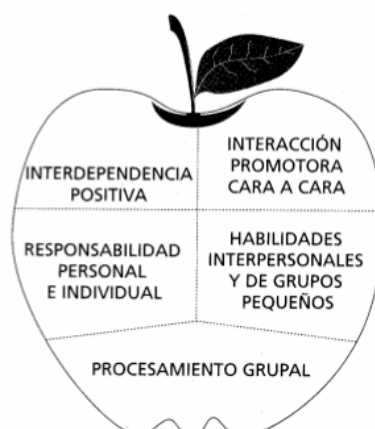 INTERDEPENDENCIA
POSITIVA
INTERACCIÓN
PROMOTORA
CARA A CARA
RESPONSABILIDAD
PERSONAL
E INDIVIDUAL
HABILIDADES
INTERPERSONALES
Y DE GRUPOS
PEQUEÑOS
PROCESAMIENTO GRUPAL